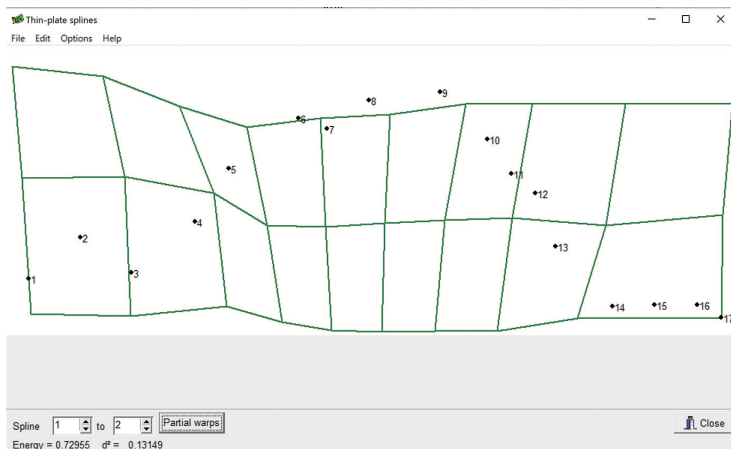 Thin-plate splines
File Edit Options Help
9
8
6
7
10
5
11
12
4
2
13
3
1
14 15 16
17
Spline 1 to 2 Partial warps Close
Energy = 0.72955 d² = 0.13149